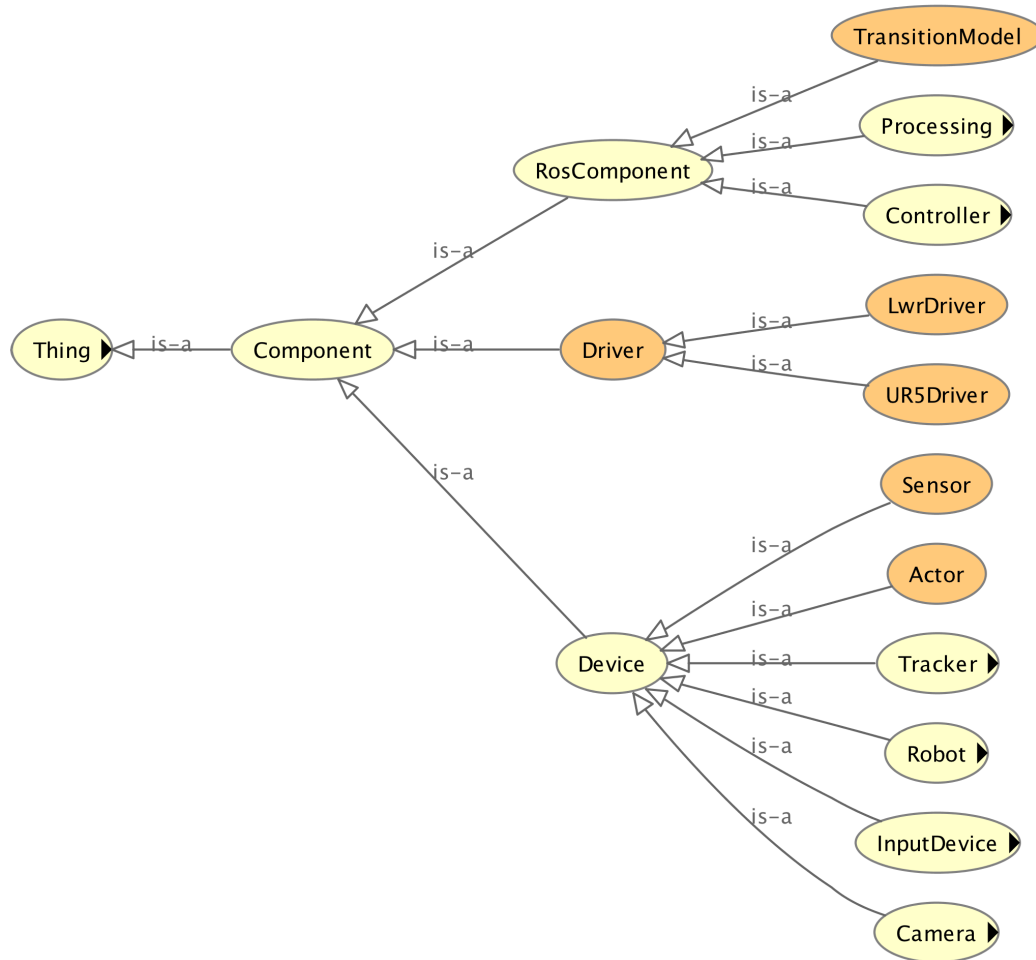 TransitionModel
is-a
Processing
is-a
RosComponent
is-a
Controller
is-a
LwrDriver
is-a
Thing
is-a
Component
is-a
Driver
is-a
UR5Driver
is-a
Sensor
is-a
Actor
is-a
Device
is-a
Tracker
is-a
Robot
is-a
InputDevice
is-a
Camera